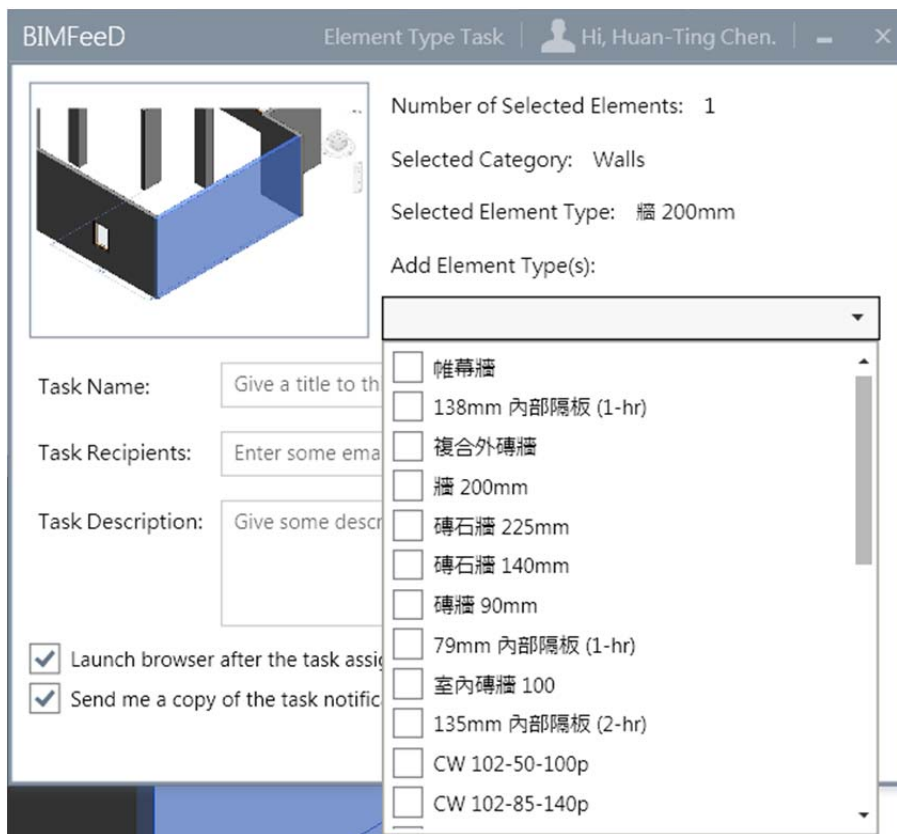 BIMFeeD Element Type Task Hi, Huan-Ting Chen.
Number of Selected Elements: 1
Selected Category: Walls
Selected Element Type: 牆 200mm
Add Element Type(s):
Task Name: Give a title to th
Task Recipients: Enter some ema
Task Description: Give some descr
Launch browser after the task assig
Send me a copy of the task notific
帷幕牆
138mm 內部隔板 (1-hr)
複合外磚牆
牆 200mm
磚石牆 225mm
磚石牆 140mm
磚牆 90mm
79mm 內部隔板 (1-hr)
室內磚牆 100
135mm 內部隔板 (2-hr)
CW 102-50-100p
CW 102-85-140p